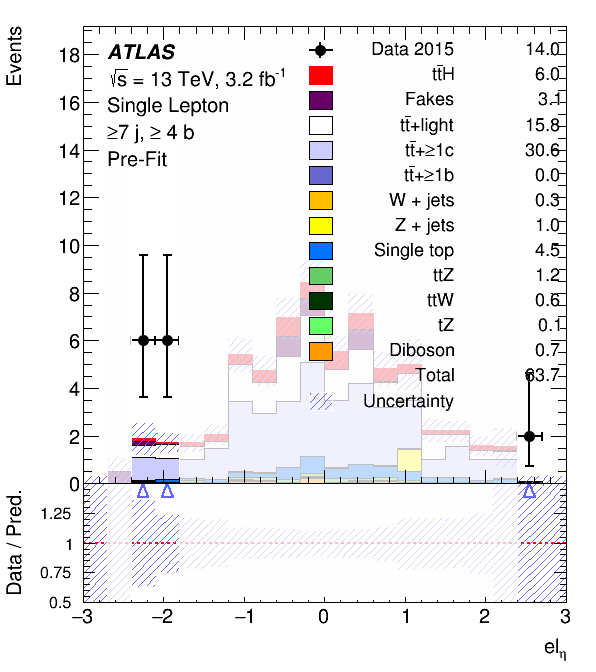 Events
18
16
14
12
10
8
6
4
2
0
ATLAS
√s = 13 TeV, 3.2 fb⁻¹
Single Lepton
≥7 j, ≥ 4 b
Pre-Fit
Data 2015 14.0
tt̄H 6.0
Fakes 3.1
tt̄+light 15.8
tt̄+≥1c 30.6
tt̄+≥1b 0.0
W + jets 0.3
Z + jets 1.0
Single top 4.5
ttZ 1.2
ttW 0.6
tZ 0.1
Diboson 0.7
Total 63.7
Uncertainty
Data / Pred.
1.25
1
0.75
0.5
−3 −2 −1 0 1 2 3
el_η